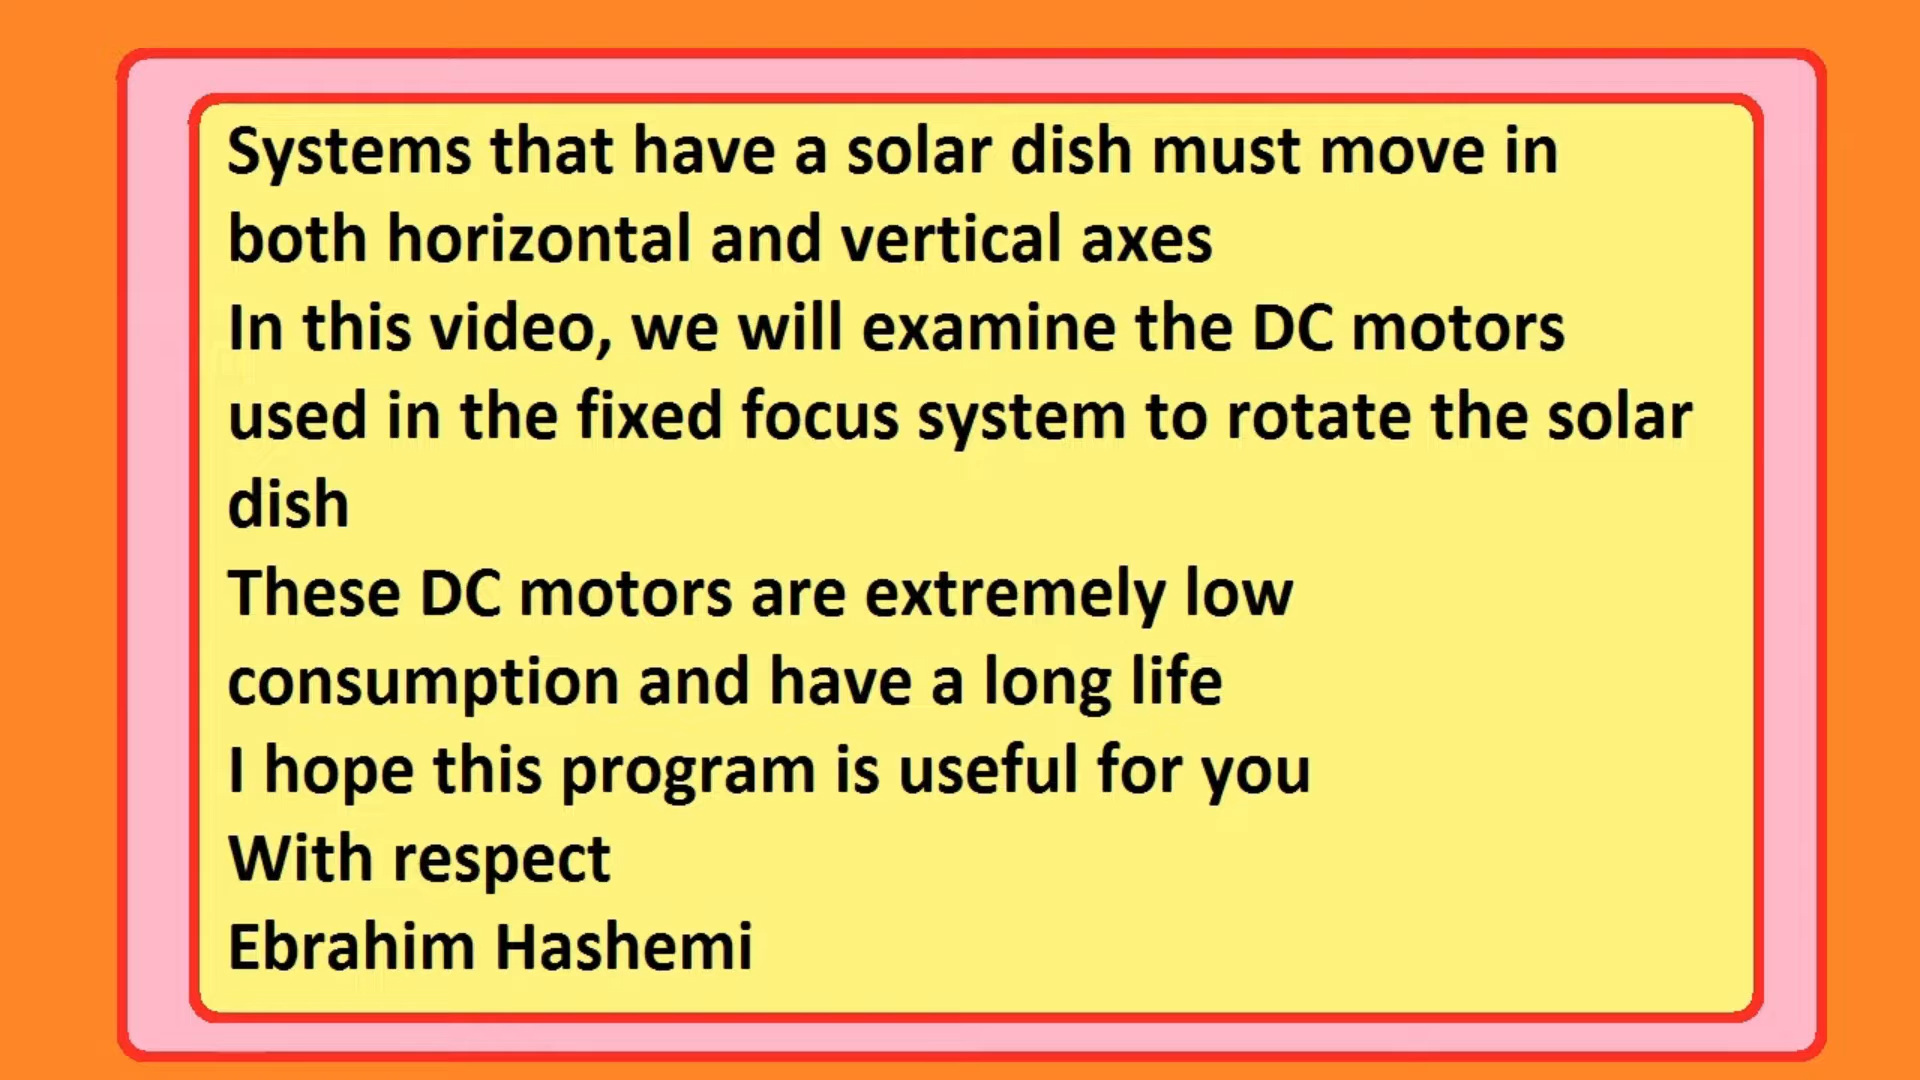 Systems that have a solar dish must move in
both horizontal and vertical axes
In this video, we will examine the DC motors
used in the fixed focus system to rotate the solar
dish
These DC motors are extremely low
consumption and have a long life
I hope this program is useful for you
With respect
Ebrahim Hashemi